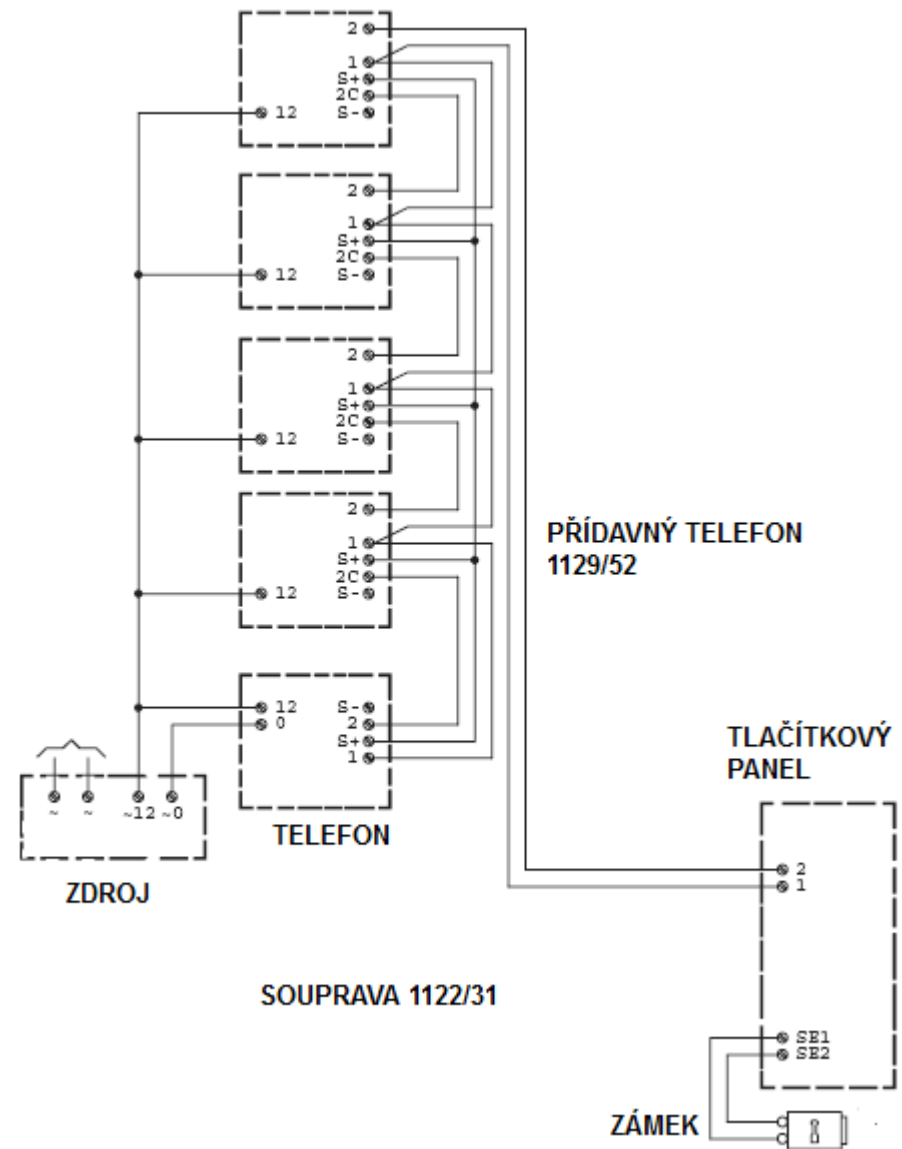 2
1
S+
2C
12 S-
2
1
S+
2C
12 S-
2
1
S+
2C
12 S-
2
1
S+
2C
12 S-
PŘÍDAVNÝ TELEFON
1129/52
12 S-
0 2
S+
1
TELEFON
~ ~ ~12 ~0
ZDROJ
TLAČÍTKOVÝ
PANEL
2
1
SOUPRAVA 1122/31
SE1
SE2
ZÁMEK